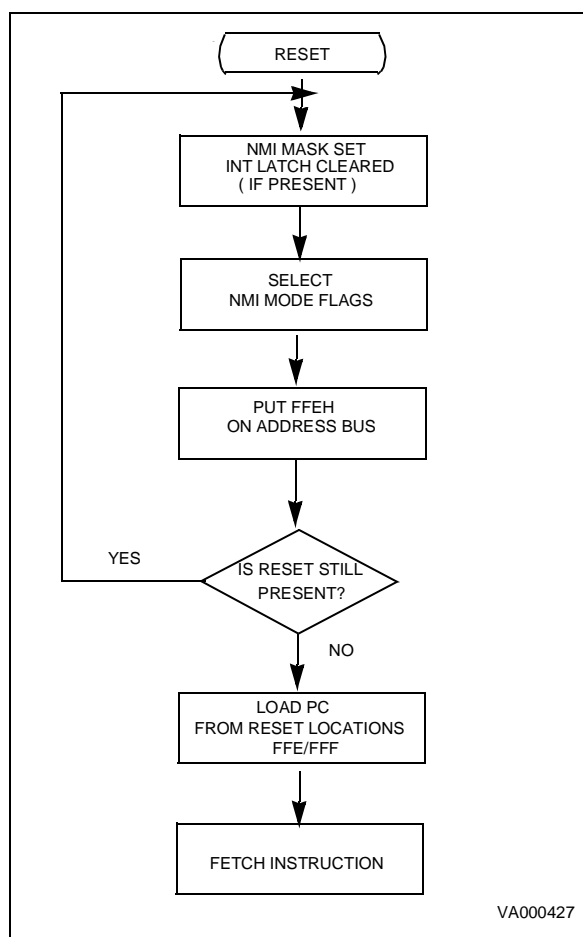 RESET
NMI MASK SET
INT LATCH CLEARED
( IF PRESENT )
SELECT
NMI MODE FLAGS
PUT FFEH
ON ADDRESS BUS
YES
IS RESET STILL
PRESENT?
NO
LOAD PC
FROM RESET LOCATIONS
FFE/FFF
FETCH INSTRUCTION
VA000427